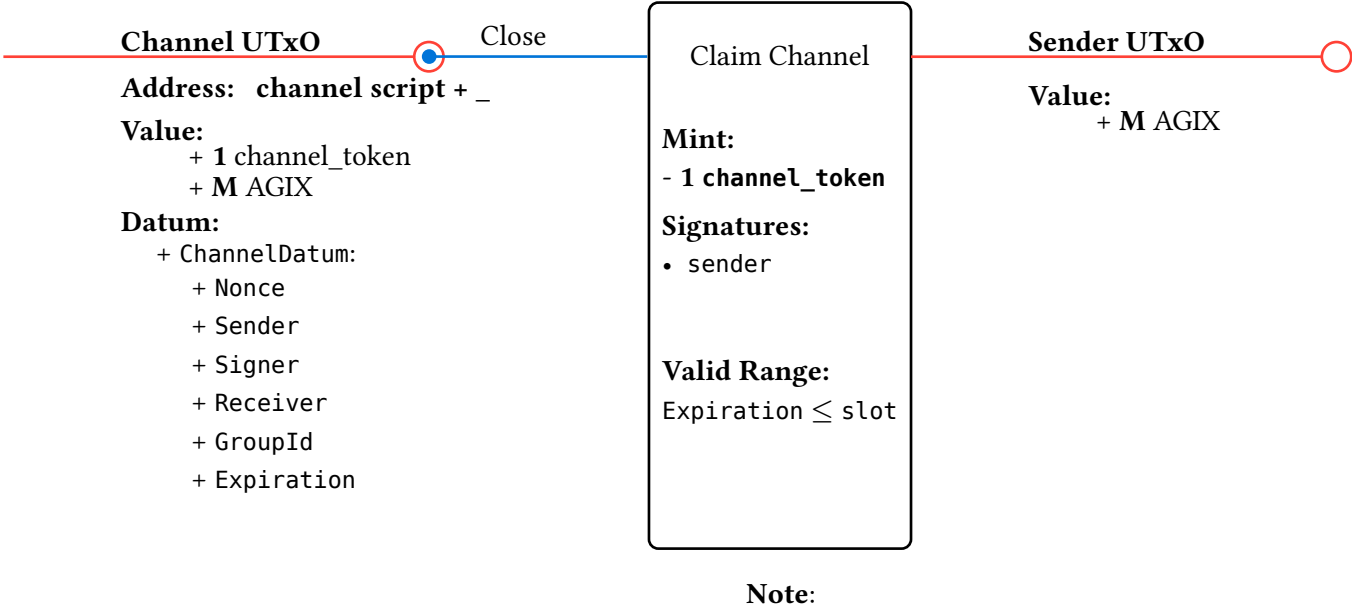 Channel UTxO
Close
Address: channel script + _
Value:
+ 1 channel_token
+ M AGIX
Datum:
+ ChannelDatum:
+ Nonce
+ Sender
+ Signer
+ Receiver
+ GroupId
+ Expiration
Claim Channel
Mint:
- 1 channel_token
Signatures:
• sender
Valid Range:
Expiration ≤ slot
Sender UTxO
Value:
+ M AGIX
Note: